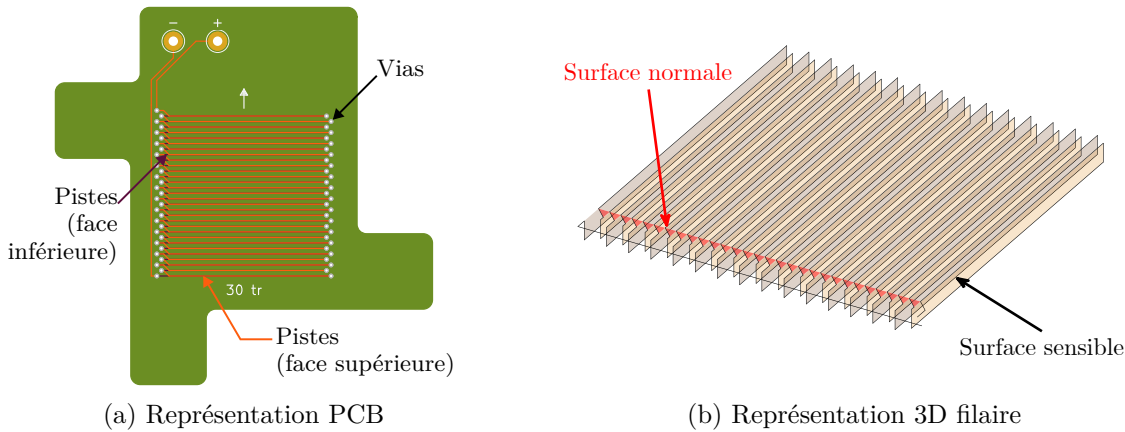 − +
Vias
Pistes
(face
inférieure)
30 tr
Pistes
(face supérieure)
(a) Représentation PCB
Surface normale
Surface sensible
(b) Représentation 3D filaire